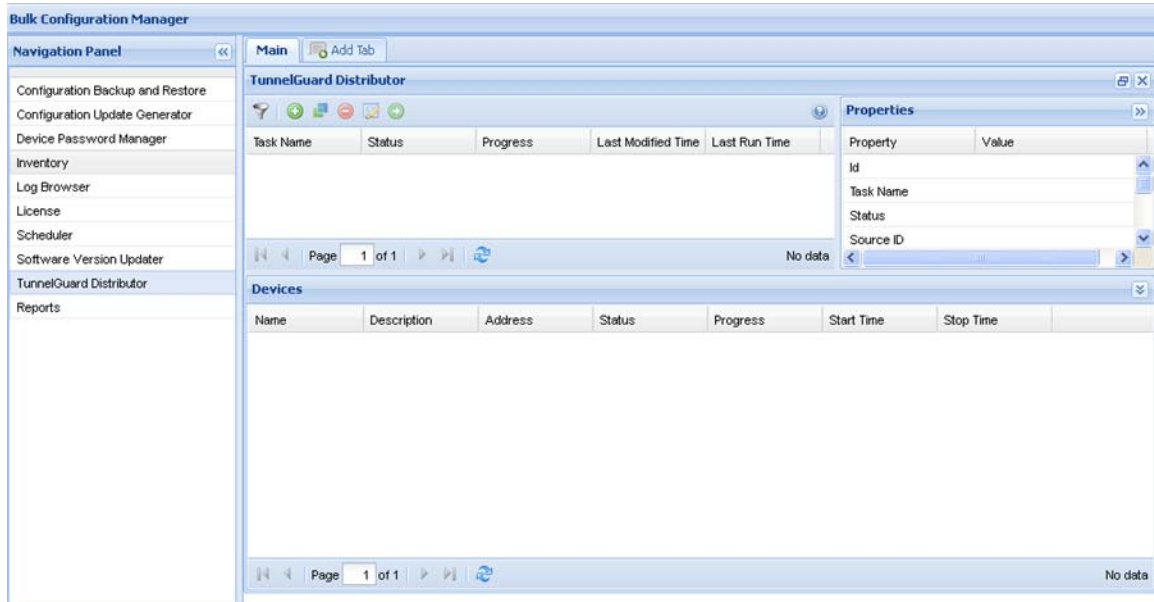 Bulk Configuration Manager
Navigation Panel
Configuration Backup and Restore
Configuration Update Generator
Device Password Manager
Inventory
Log Browser
License
Scheduler
Software Version Updater
TunnelGuard Distributor
Reports
Main Add Tab
TunnelGuard Distributor
Task Name Status Progress Last Modified Time Last Run Time
Page 1 of 1 No data
Properties
Property Value
Id
Task Name
Status
Source ID
Devices
Name Description Address Status Progress Start Time Stop Time
Page 1 of 1 No data